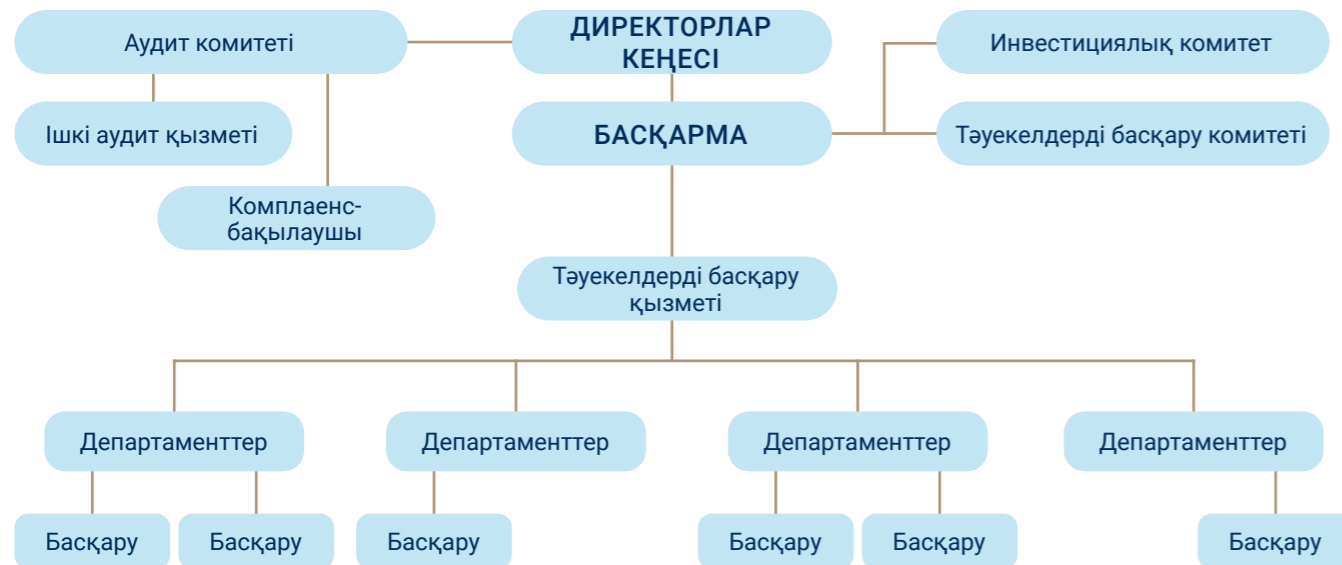 Аудит комитеті
ДИРЕКТОРЛАР
КЕҢЕСІ
Инвестициялық комитет
Ішкі аудит қызметі
БАСҚАРМА
Тәуекелдерді басқару комитеті
Комплаенс-
бақылаушы
Тәуекелдерді басқару
қызметі
Департаменттер
Департаменттер
Департаменттер
Департаменттер
Басқару
Басқару
Басқару
Басқару
Басқару
Басқару